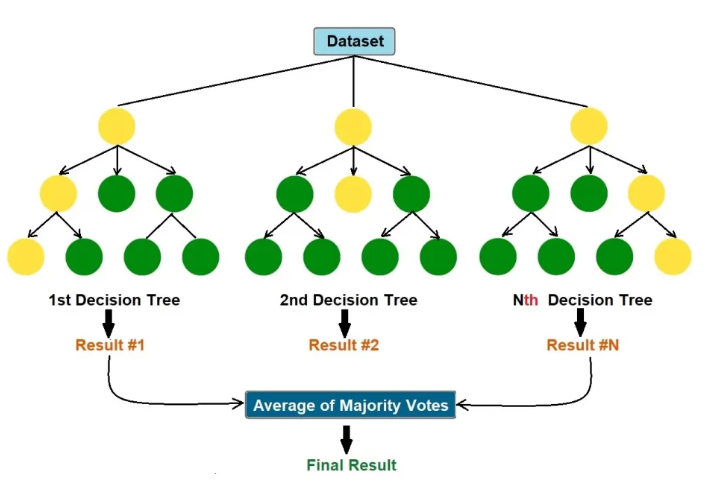 Dataset
1st Decision Tree
2nd Decision Tree
Nth Decision Tree
Result #1
Result #2
Result #N
Average of Majority Votes
Final Result